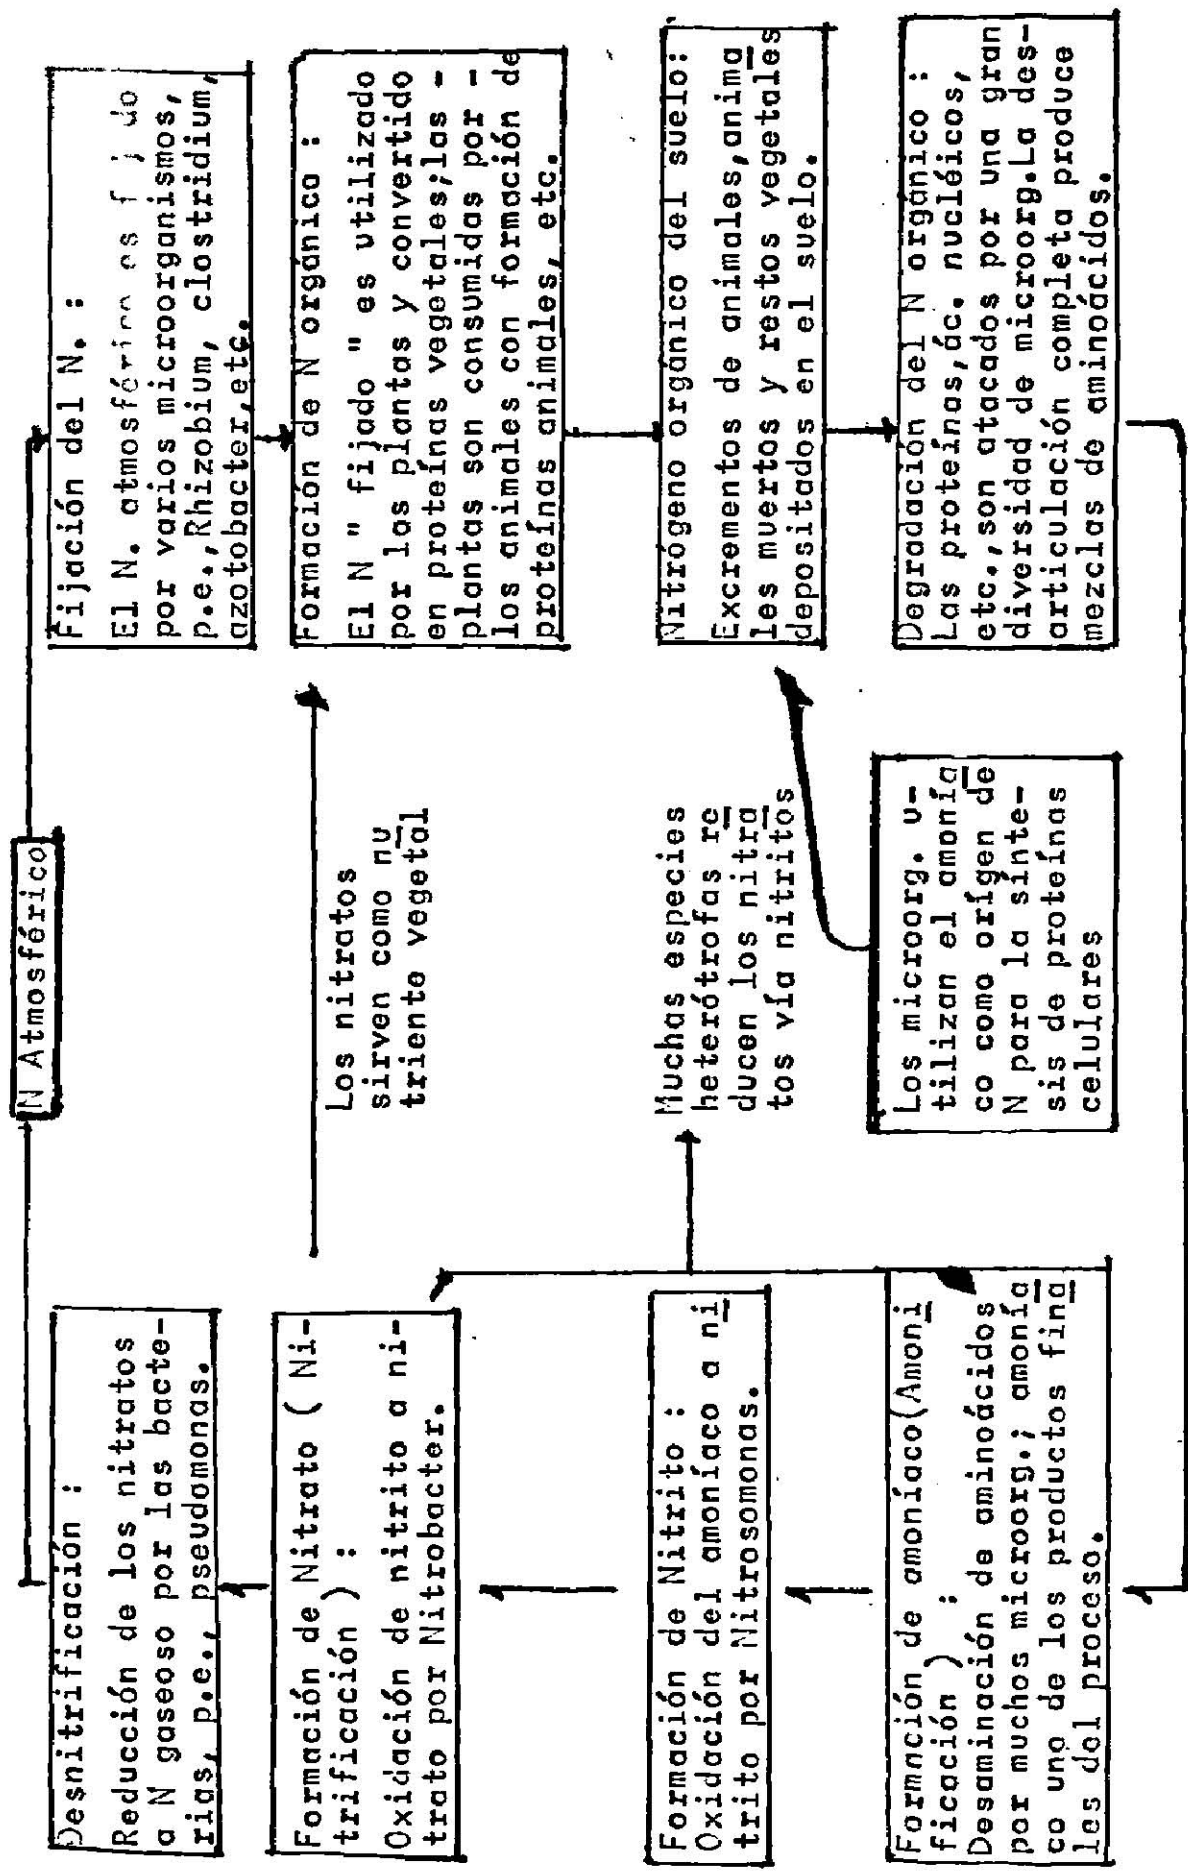 N Atmosférico
Fijación del N. :
El N. atmosférico es fijado
por varios microorganismos,
p.e., Rhizobium, clostridium,
azotobacter,etc.
Formación de N orgánico :
El N " fijado " es utilizado
por las plantas y convertido
en proteínas vegetales;las -
plantas son consumidas por -
los animales con formación de
proteínas animales, etc.
Nitrógeno orgánico del suelo:
Excrementos de animales,anima
les muertos y restos vegetales
depositados en el suelo.
Degradación del N orgánico :
Las proteínas,ác. nucléicos,
etc.,son atacados por una gran
diversidad de microorg.La des-
articulación completa produce
mezclas de aminoácidos.
Los nitratos
sirven como nu
triente vegetal
Muchas especies
heterótrofas re
ducen los nitra
tos vía nitritos
Los microorg. u-
tilizan el amonía
co como orígen de
N para la sínte-
sis de proteínas
celulares
Desnitrificación :
Reducción de los nitratos
a N gaseoso por las bacte-
rias, p.e., pseudomonas.
Formación de Nitrato ( Ni-
trificación ) :
Oxidación de nitrito a ni-
trato por Nitrobacter.
Formación de Nitrito :
Oxidación del amoníaco a ni
trito por Nitrosomonas.
Formación de amoníaco(Amoni
ficación ) :
Desaminación de aminoácidos
por muchos microorg.; amonía
co uno de los productos fina
les del proceso.